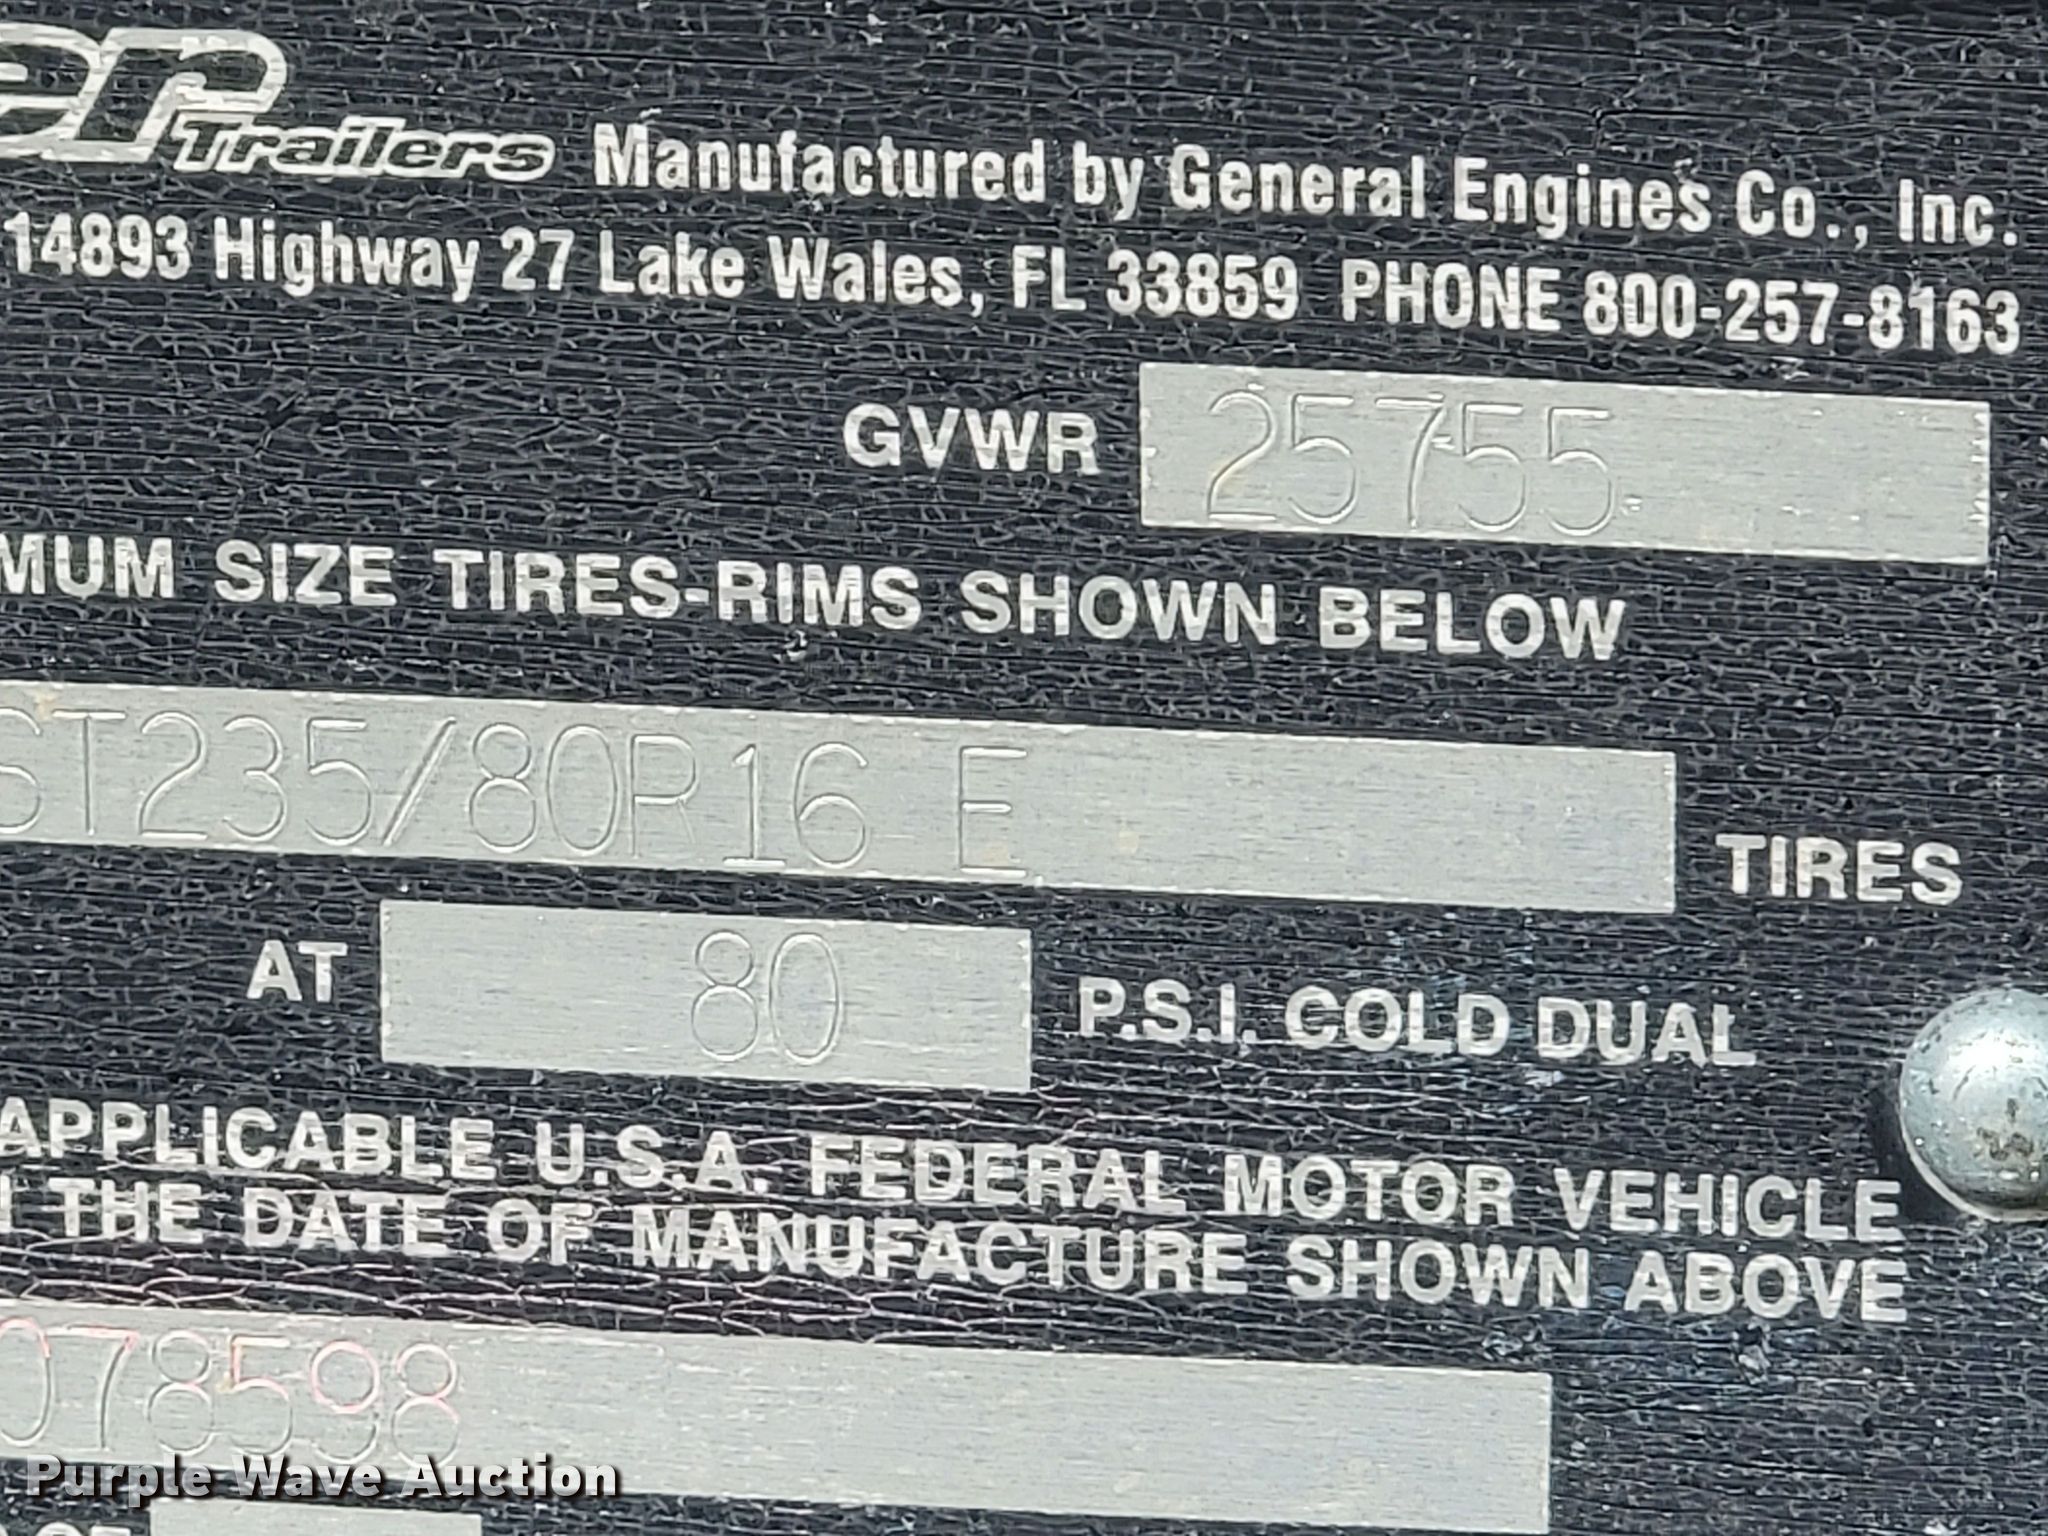 Trailers Manufactured by General Engines Co., Inc.
14893 Highway 27 Lake Wales, FL 33859 PHONE 800-257-8163
GVWR 25755
SIZE TIRES-RIMS SHOWN BELOW
ST235/80R16 E TIRES
AT 80 P.S.I. COLD DUAL
APPLICABLE U.S.A. FEDERAL MOTOR VEHICLE
THE DATE OF MANUFACTURE SHOWN ABOVE
078598
Purple Wave Auction